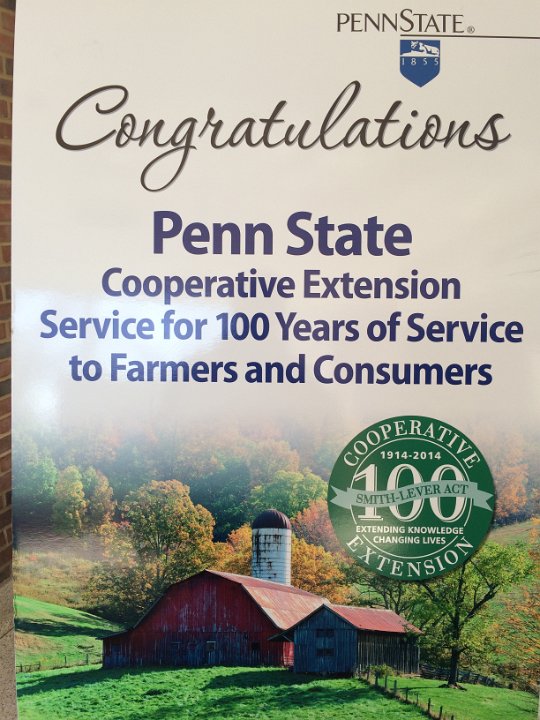 PENNSTATE®
1855
Congratulations
Penn State
Cooperative Extension
Service for 100 Years of Service
to Farmers and Consumers
COOPERATIVE
1914-2014
100
SMITH-LEVER ACT
EXTENDING KNOWLEDGE
CHANGING LIVES
EXTENSION